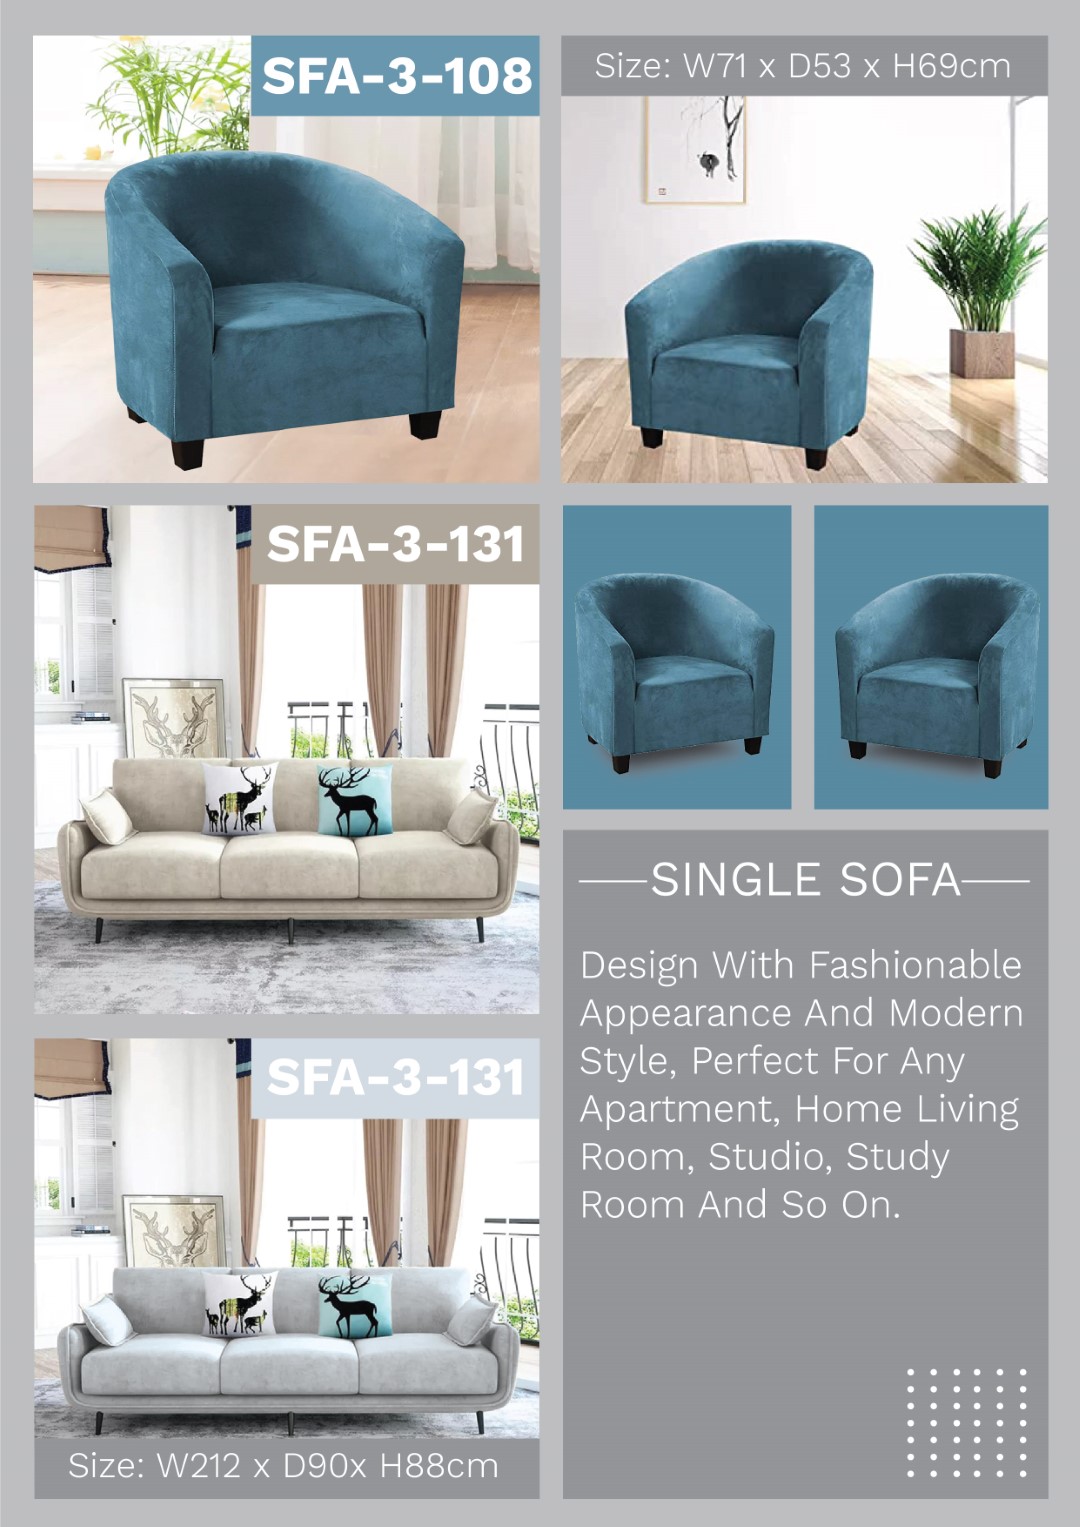 SFA-3-108
Size: W71 x D53 x H69cm
SFA-3-131
SINGLE SOFA
Design With Fashionable
Appearance And Modern
Style, Perfect For Any
Apartment, Home Living
Room, Studio, Study
Room And So On.
SFA-3-131
Size: W212 x D90x H88cm